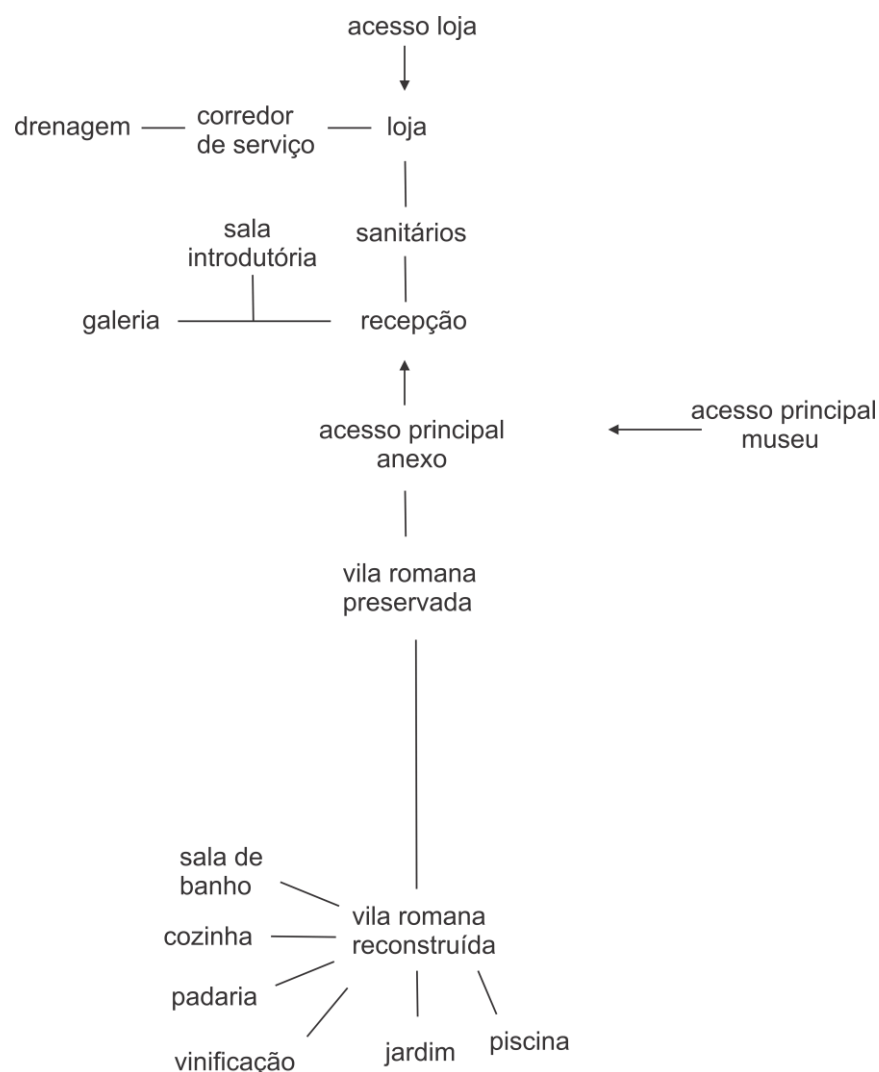 acesso loja
drenagem
corredor
de serviço
loja
sala
introdutória
sanitários
galeria
recepção
acesso principal
anexo
acesso principal
museu
vila romana
preservada
sala de
banho
cozinha
vila romana
reconstruída
padaria
vinificação
jardim
piscina